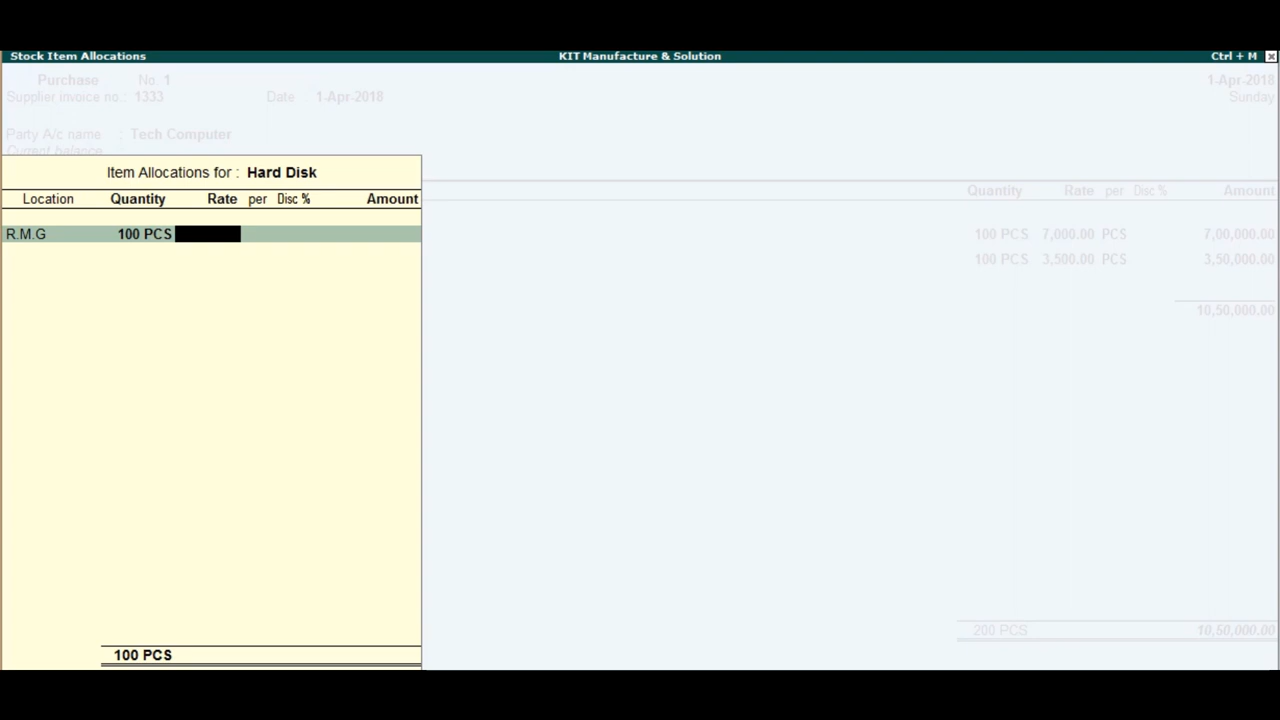 Stock Item Allocations KIT Manufacture & Solution Ctrl + M
Purchase No. 1 1-Apr-2018
Supplier invoice no.: 1333 Date 1-Apr-2018 Sunday
Party A/c name : Tech Computer
Current balance :
Item Allocations for : Hard Disk
Location Quantity Rate per Disc % Amount
Quantity Rate per Disc % Amount
R.M.G 100 PCS
100 PCS 7,000.00 PCS 7,00,000.00
100 PCS 3,500.00 PCS 3,50,000.00
10,50,000.00
200 PCS 10,50,000.00
100 PCS